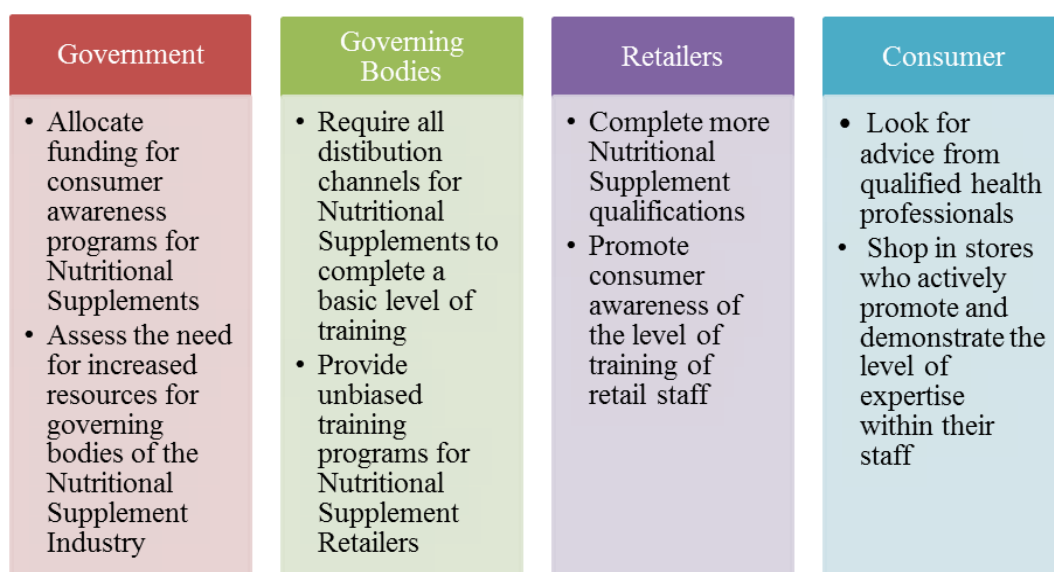 Government
• Allocate
funding for
consumer
awareness
programs for
Nutritional
Supplements
• Assess the need
for increased
resources for
governing
bodies of the
Nutritional
Supplement
Industry
Governing
Bodies
• Require all
distibution
channels for
Nutritional
Supplements to
complete a
basic level of
training
• Provide
unbiased
training
programs for
Nutritional
Supplement
Retailers
Retailers
• Complete more
Nutritional
Supplement
qualifications
• Promote
consumer
awareness of
the level of
training of
retail staff
Consumer
• Look for
advice from
qualified health
professionals
• Shop in stores
who actively
promote and
demonstrate the
level of
expertise
within their
staff